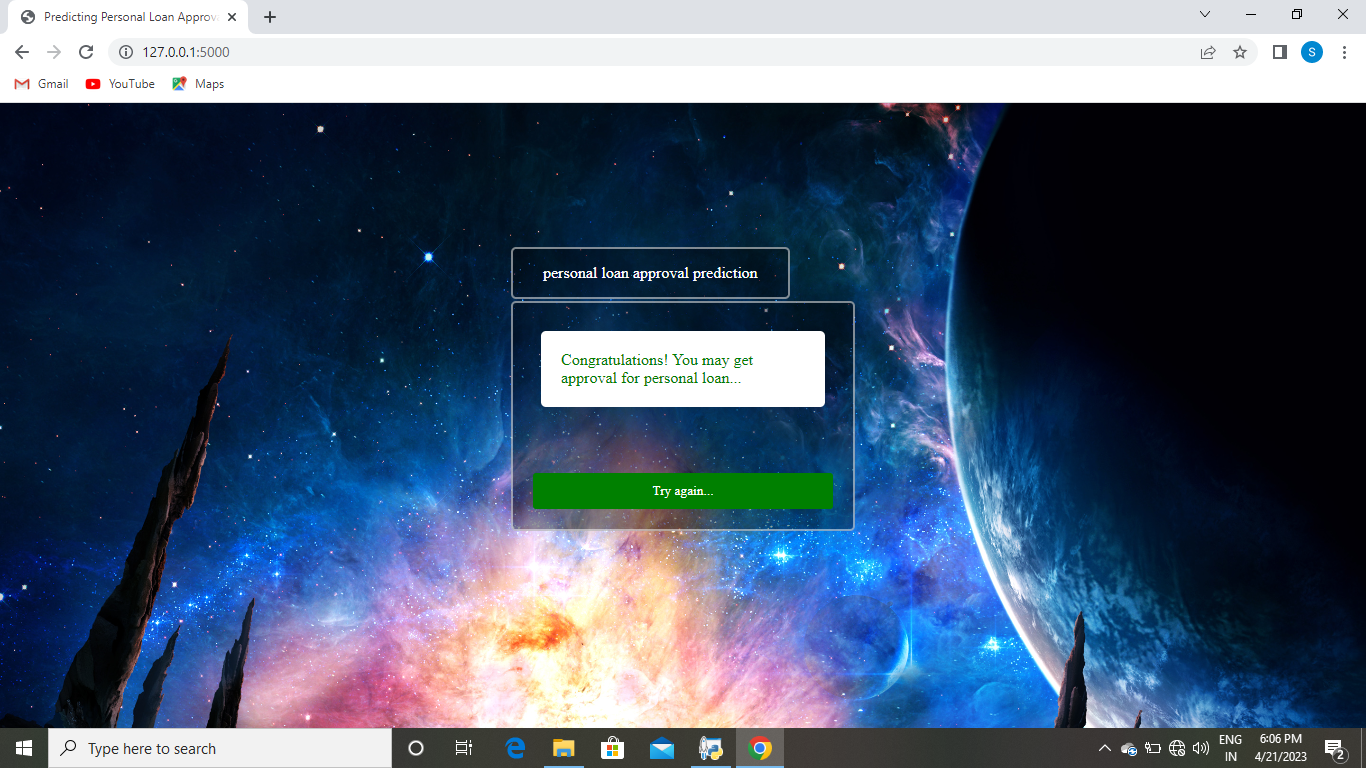 Predicting Personal Loan Approv
127.0.0.1:5000
S
Gmail
YouTube
Maps
personal loan approval prediction
Congratulations! You may get
approval for personal loan...
Try again...
Type here to search
ENG
IN
6:06 PM
4/21/2023
2